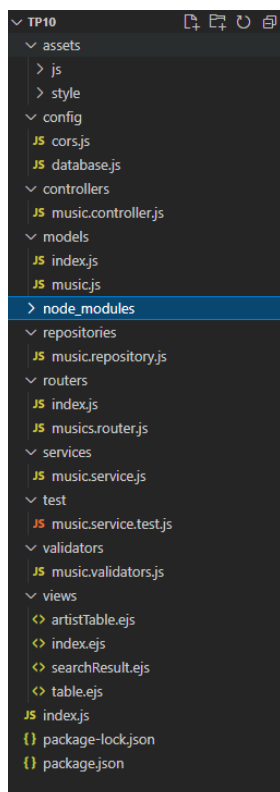 TP10
assets
js
style
config
JS cors.js
JS database.js
controllers
JS music.controller.js
models
JS index.js
JS music.js
node_modules
repositories
JS music.repository.js
routers
JS index.js
JS musics.router.js
services
JS music.service.js
test
JS music.service.test.js
validators
JS music.validators.js
views
<> artistTable.ejs
<> index.ejs
<> searchResult.ejs
<> table.ejs
JS index.js
{} package-lock.json
{} package.json